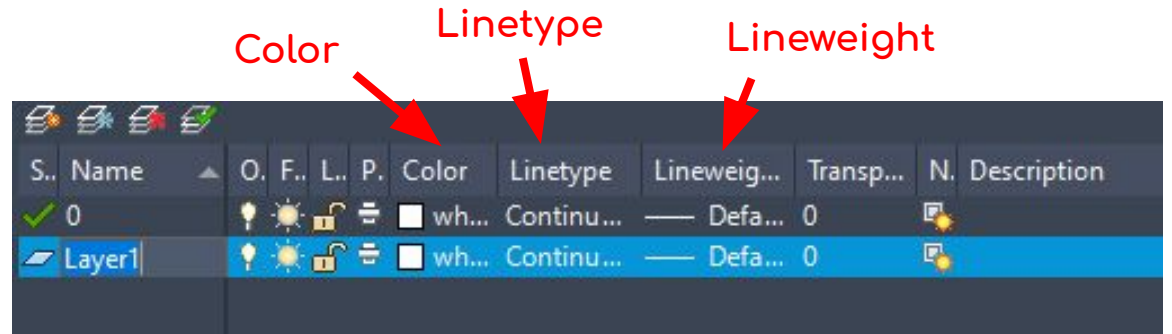 Color Linetype Lineweight
S.. Name O. F.. L.. P. Color Linetype Lineweig... Transp... N. Description
0 wh... Continu... Defa... 0
Layer1 wh... Continu... Defa... 0